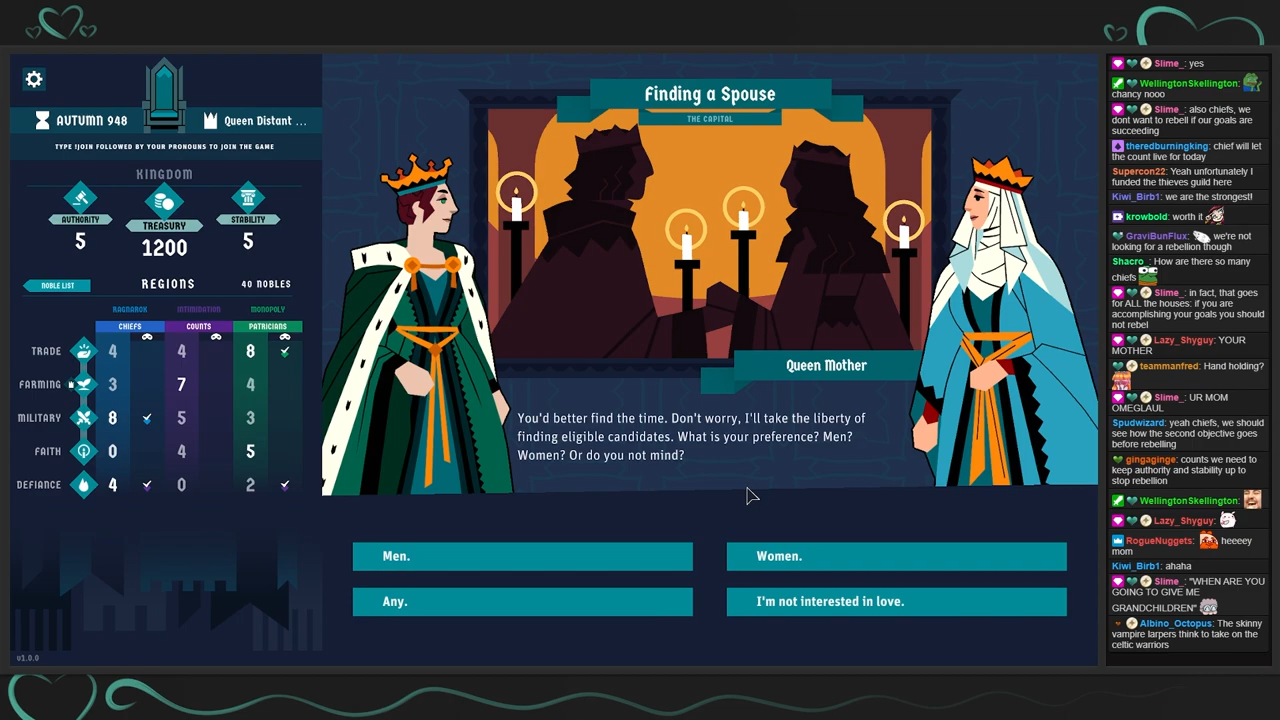 AUTUMN 948
Queen Distant ...
TYPE !JOIN FOLLOWED BY YOUR PRONOUNS TO JOIN THE GAME
KINGDOM
AUTHORITY
TREASURY
STABILITY
5
1200
5
NOBLE LIST
REGIONS
40 NOBLES
RAGNAROK
INTIMIDATION
MONOPOLY
CHIEFS
COUNTS
PATRICIANS
TRADE 4 4 8
FARMING 3 7 4
MILITARY 8 5 3
FAITH 0 4 5
DEFIANCE 4 0 2
v1.0.0
Finding a Spouse
THE CAPITAL
Queen Mother
You'd better find the time. Don't worry, I'll take the liberty of
finding eligible candidates. What is your preference? Men?
Women? Or do you not mind?
Men.
Women.
Any.
I'm not interested in love.
Slime_: yes
WellingtonSkellington:
chancy nooo
Slime_: also chiefs, we
dont want to rebell if our goals are
succeeding
theredburningking: chief will let
the count live for today
Supercon22: Yeah unfortunately I
funded the thieves guild here
Kiwi_Birb1: we are the strongest!
krowbold: worth it
GraviBunFlux: we're not
looking for a rebellion though
Shacro_: How are there so many
chiefs
Slime_: in fact, that goes
for ALL the houses: if you are
accomplishing your goals you should
not rebel
Lazy_Shyguy: YOUR
MOTHER
teammanfred: Hand holding?
Slime_: UR MOM
OMEGLAUL
Spudwizard: yeah chiefs, we should
see how the second objective goes
before rebelling
gingaginge: counts we need to
keep authority and stability up to
stop rebellion
WellingtonSkellington:
Lazy_Shyguy:
RogueNuggets: heeeey
mom
Kiwi_Birb1: ahaha
Slime_: "WHEN ARE YOU
GOING TO GIVE ME
GRANDCHILDREN"
Albino_Octopus: The skinny
vampire larpers think to take on the
celtic warriors